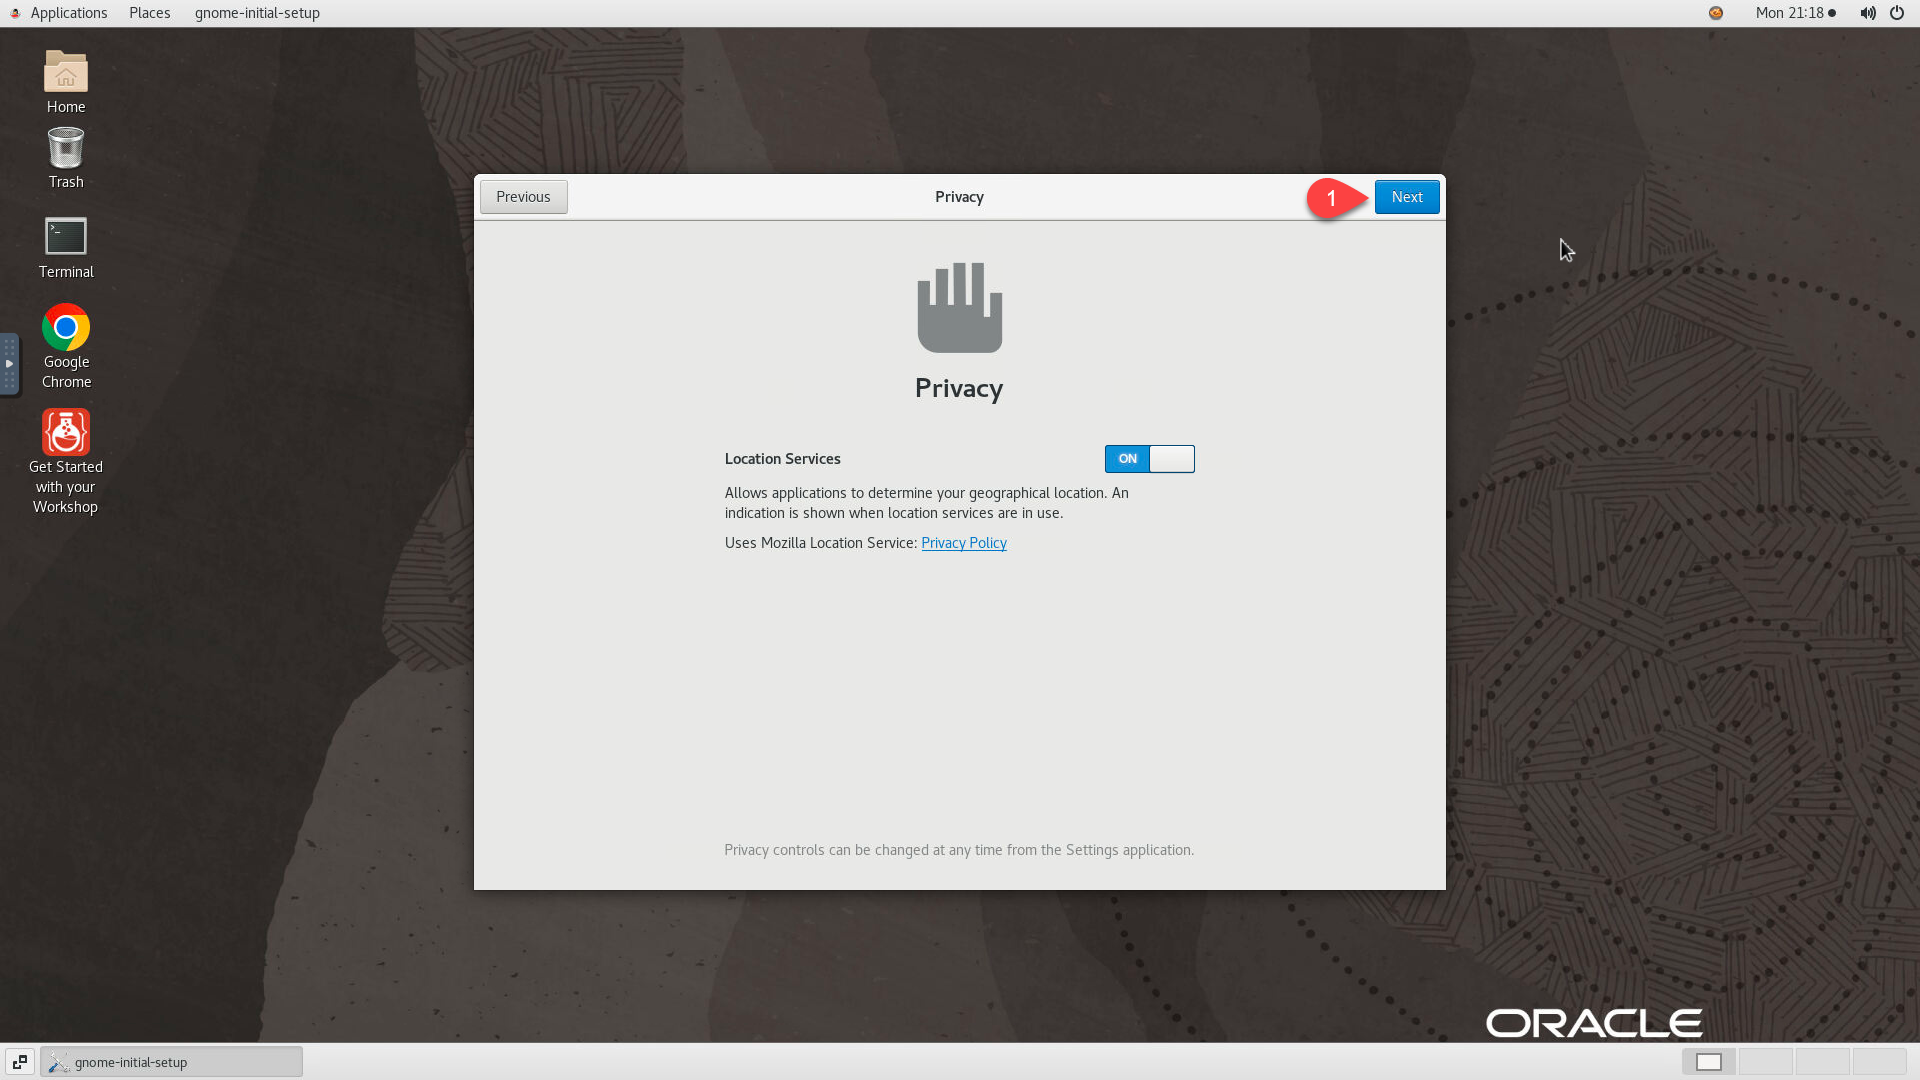 Applications Places gnome-initial-setup Mon 21:18
Home
Trash
Terminal
Google
Chrome
Get Started
with your
Workshop
Previous Privacy 1 Next
Privacy
Location Services ON
Allows applications to determine your geographical location. An
indication is shown when location services are in use.
Uses Mozilla Location Service: Privacy Policy
Privacy controls can be changed at any time from the Settings application.
ORACLE
gnome-initial-setup